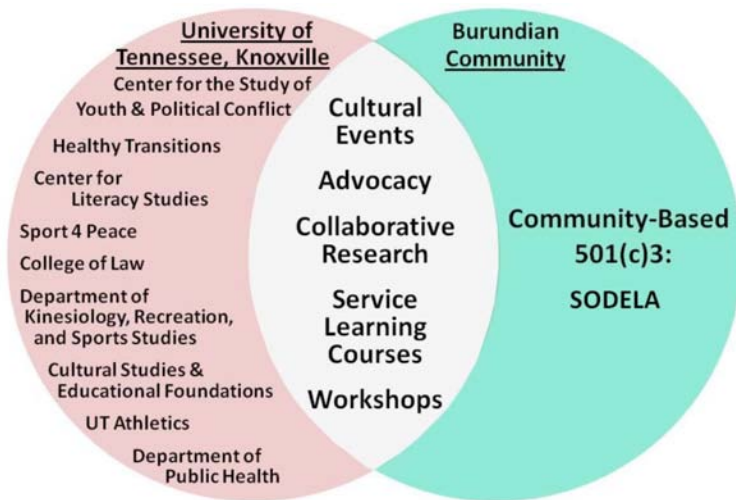 University of
Tennessee, Knoxville
Center for the Study of
Youth & Political Conflict
Healthy Transitions
Center for
Literacy Studies
Sport 4 Peace
College of Law
Department of
Kinesiology, Recreation,
and Sports Studies
Cultural Studies &
Educational Foundations
UT Athletics
Department of
Public Health
Cultural
Events
Advocacy
Collaborative
Research
Service
Learning
Courses
Workshops
Burundian
Community
Community-Based
501(c)3:
SODELA